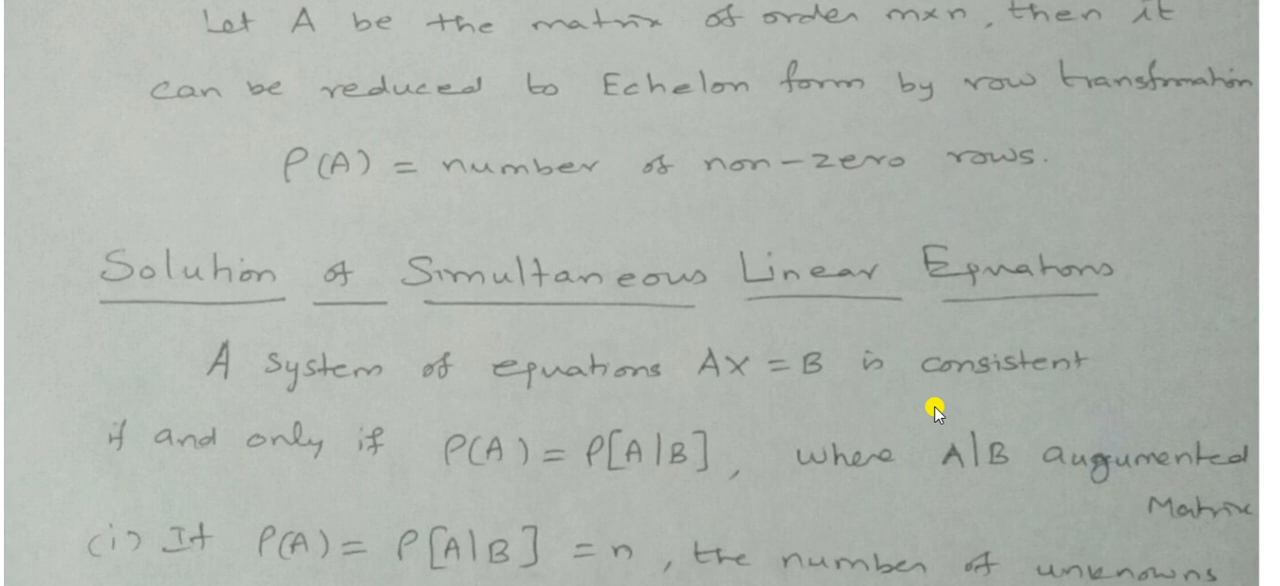 Let A be the matrix of order mxn, then it
can be reduced to Echelon form by row transformation
ρ(A) = number of non-zero rows.
Solution of Simultaneous Linear Equations
A system of equations AX = B is consistent
if and only if ρ(A) = ρ[A|B], where A|B augumented
Matrix
(i) If ρ(A) = ρ[A|B] = n, the number of unknowns